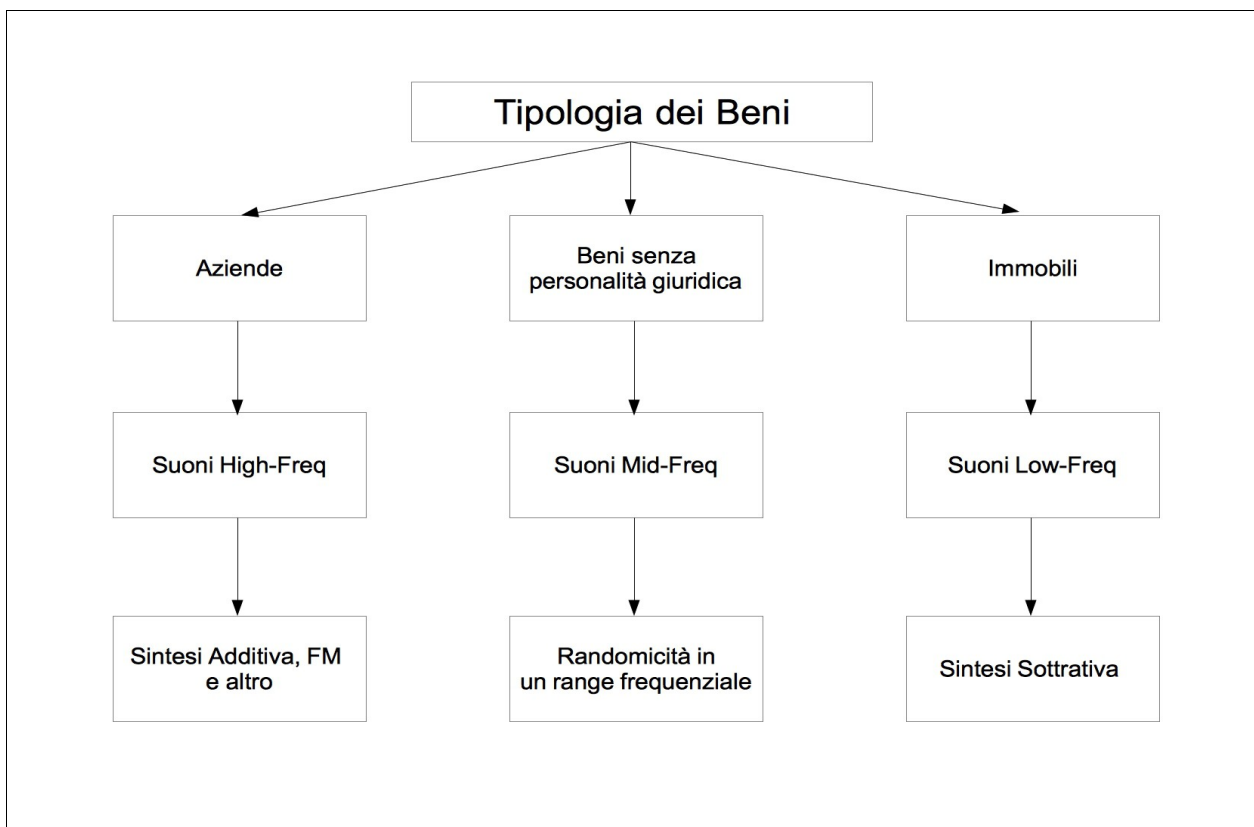 Tipologia dei Beni
Aziende
Beni senza
personalità giuridica
Immobili
Suoni High-Freq
Suoni Mid-Freq
Suoni Low-Freq
Sintesi Additiva, FM
e altro
Randomicità in
un range frequenziale
Sintesi Sottrativa